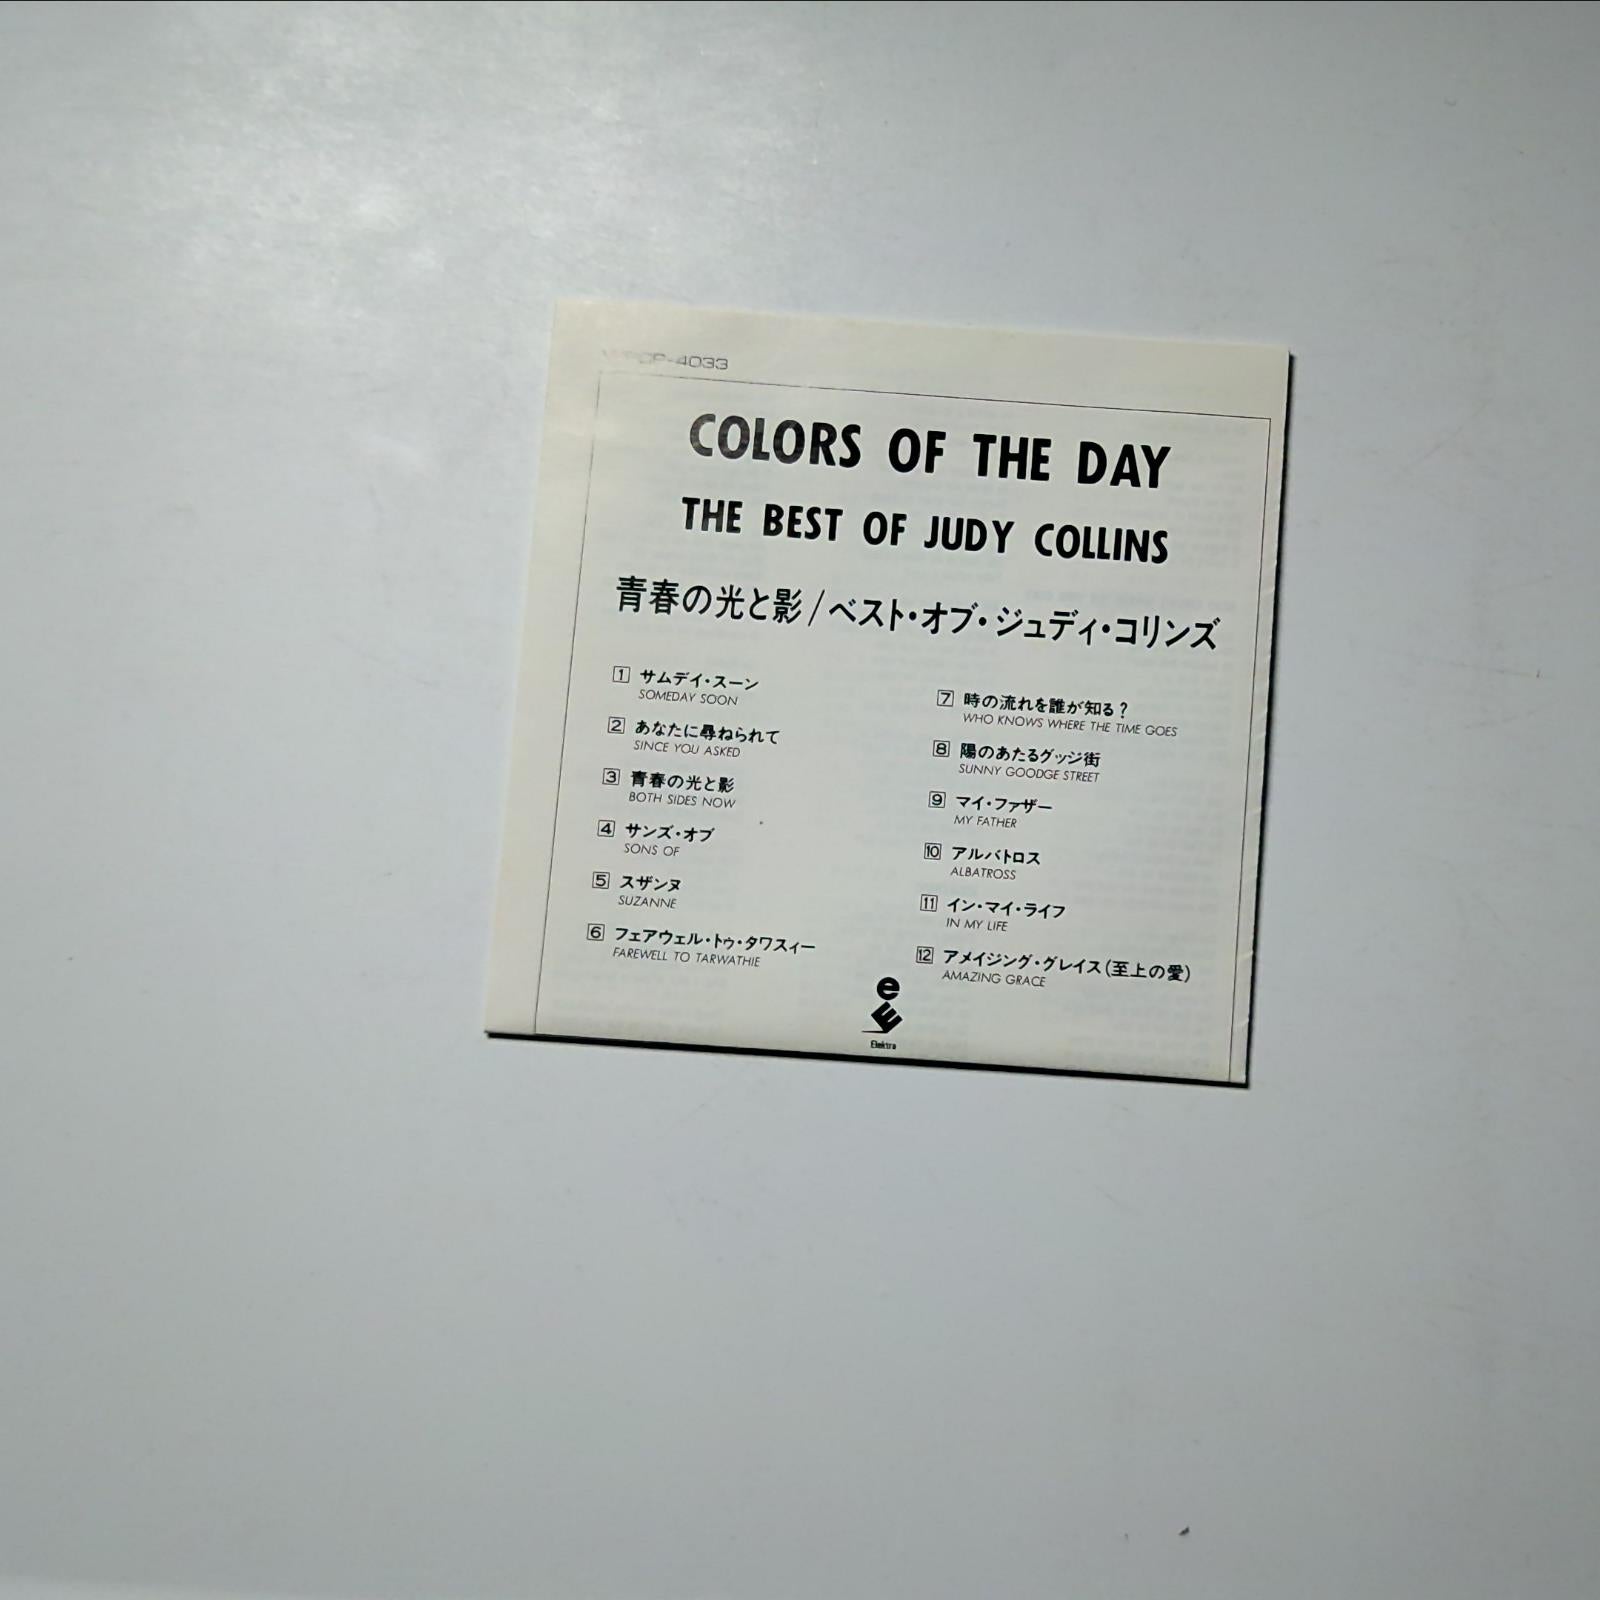 WPCP-4033
COLORS OF THE DAY
THE BEST OF JUDY COLLINS
青春の光と影/ベスト・オブ・ジュディ・コリンズ
1 サムデイ・スーン
SOMEDAY SOON
2 あなたに尋ねられて
SINCE YOU ASKED
3 青春の光と影
BOTH SIDES NOW
4 サンズ・オブ
SONS OF
5 スザンヌ
SUZANNE
6 フェアウェル・トゥ・タワスィー
FAREWELL TO TARWATHIE
7 時の流れを誰が知る?
WHO KNOWS WHERE THE TIME GOES
8 陽のあたるグッジ街
SUNNY GOODGE STREET
9 マイ・ファザー
MY FATHER
10 アルバトロス
ALBATROSS
11 イン・マイ・ライフ
IN MY LIFE
12 アメイジング・グレイス(至上の愛)
AMAZING GRACE
Elektra